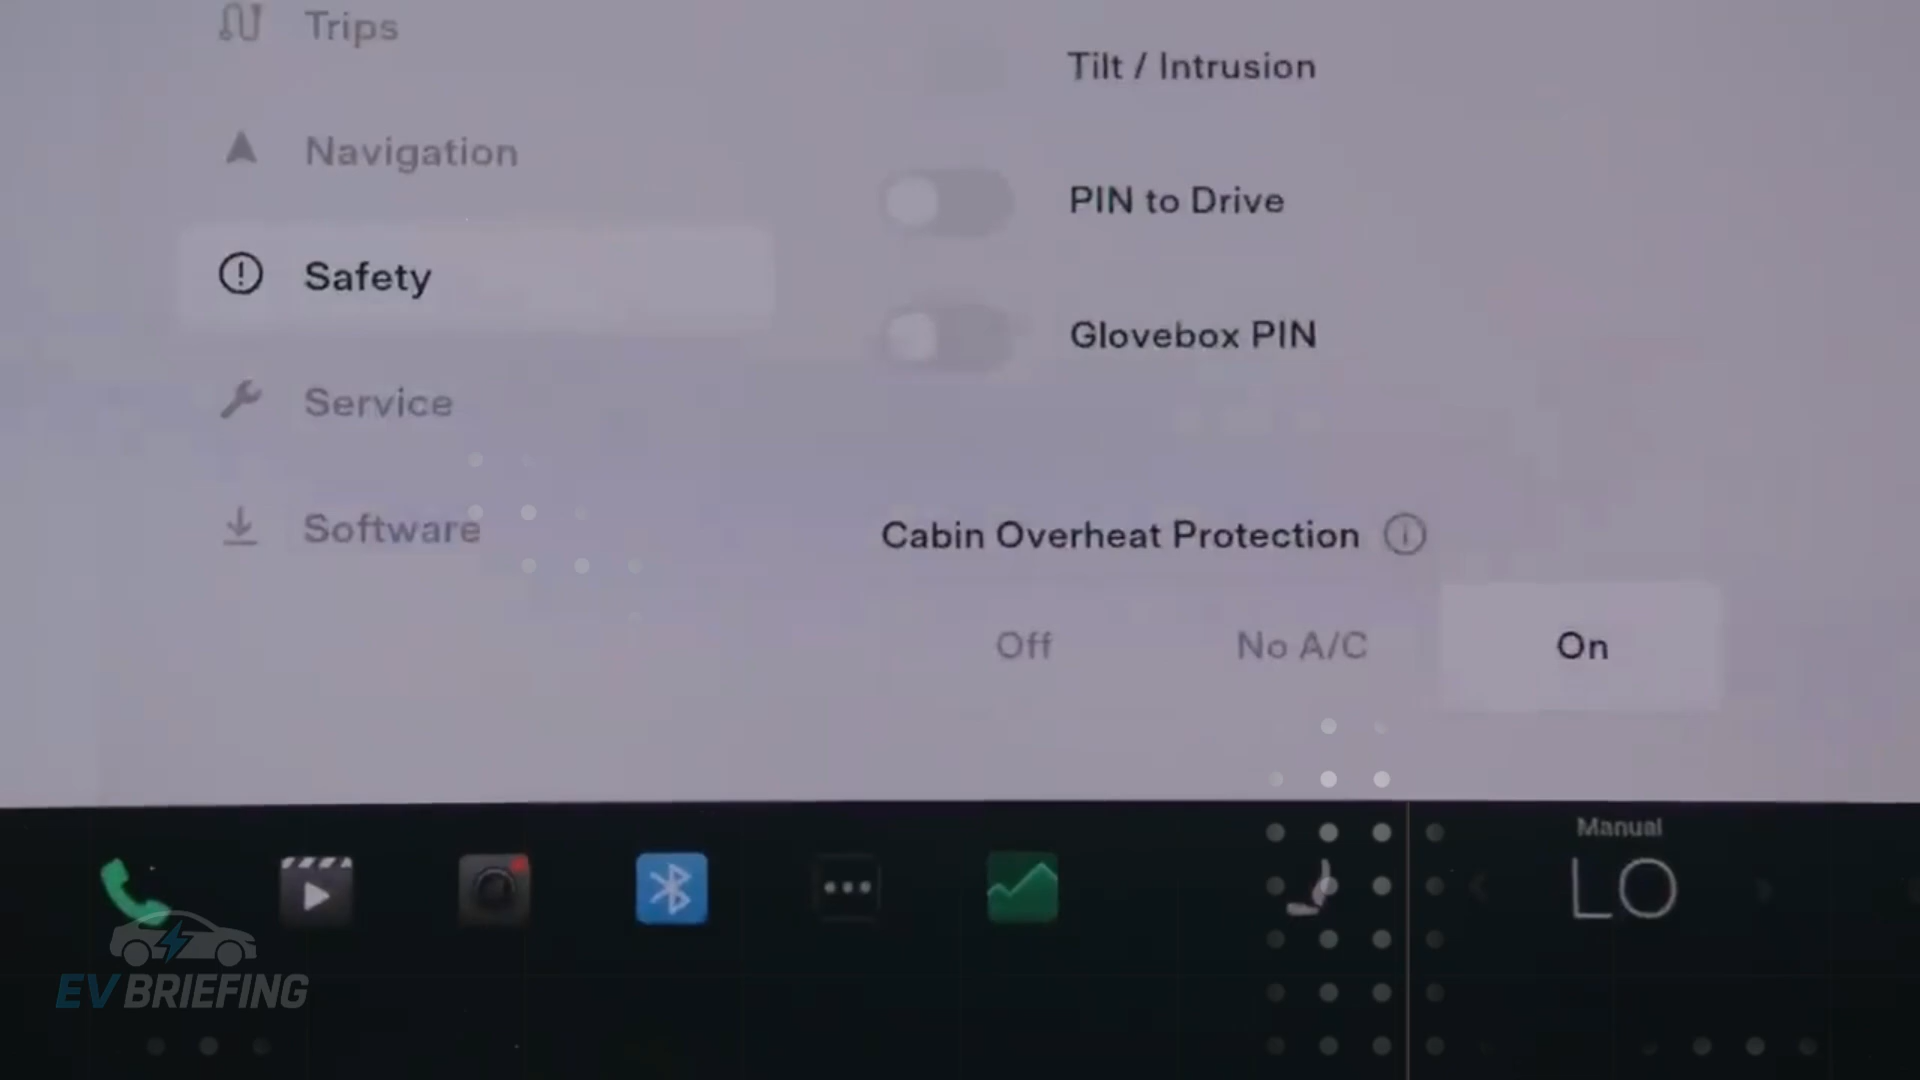 Trips
Navigation
Safety
Service
Software
Tilt / Intrusion
PIN to Drive
Glovebox PIN
Cabin Overheat Protection
Off
No A/C
On
Manual
LO
EV BRIEFING